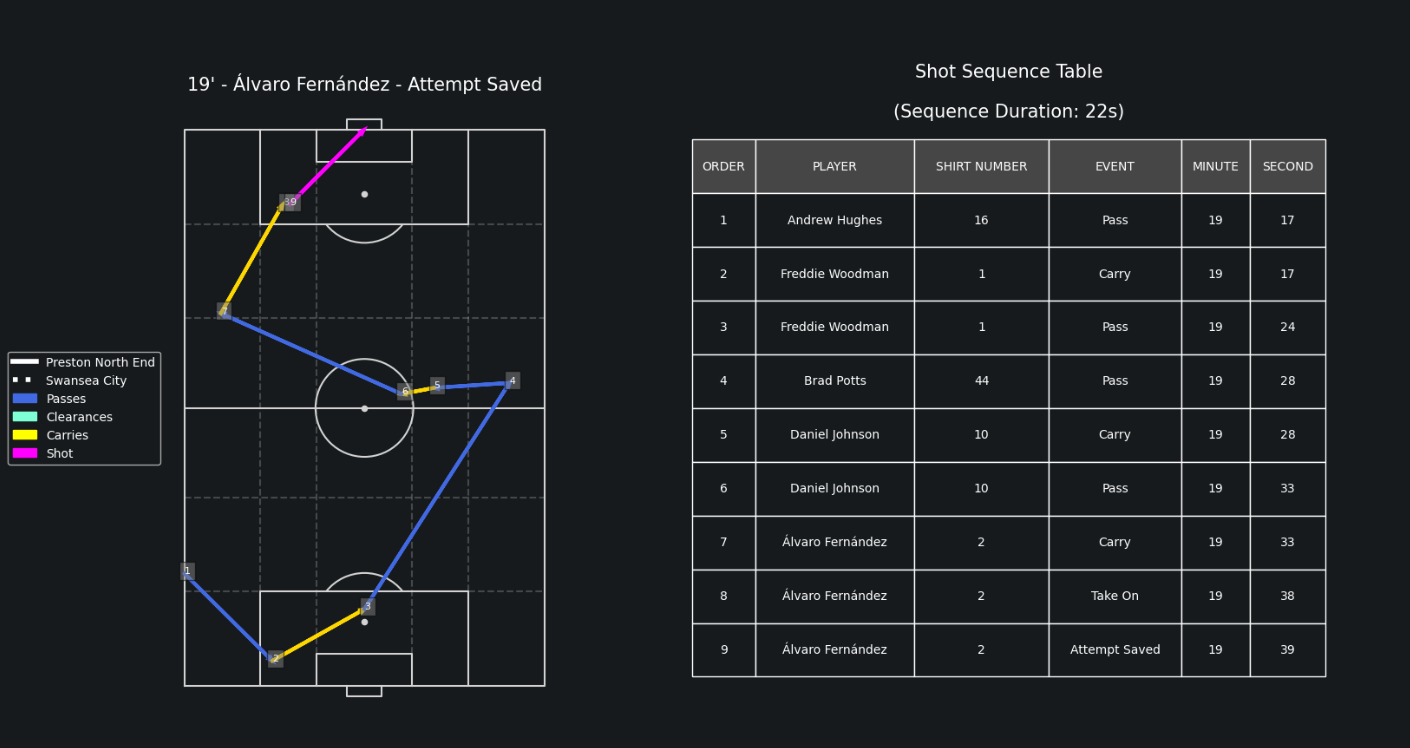 19' - Álvaro Fernández - Attempt Saved
8 9
7
6 5 4
1
3
2
Preston North End
Swansea City
Passes
Clearances
Carries
Shot
Shot Sequence Table
(Sequence Duration: 22s)
ORDER PLAYER SHIRT NUMBER EVENT MINUTE SECOND
1 Andrew Hughes 16 Pass 19 17
2 Freddie Woodman 1 Carry 19 17
3 Freddie Woodman 1 Pass 19 24
4 Brad Potts 44 Pass 19 28
5 Daniel Johnson 10 Carry 19 28
6 Daniel Johnson 10 Pass 19 33
7 Álvaro Fernández 2 Carry 19 33
8 Álvaro Fernández 2 Take On 19 38
9 Álvaro Fernández 2 Attempt Saved 19 39